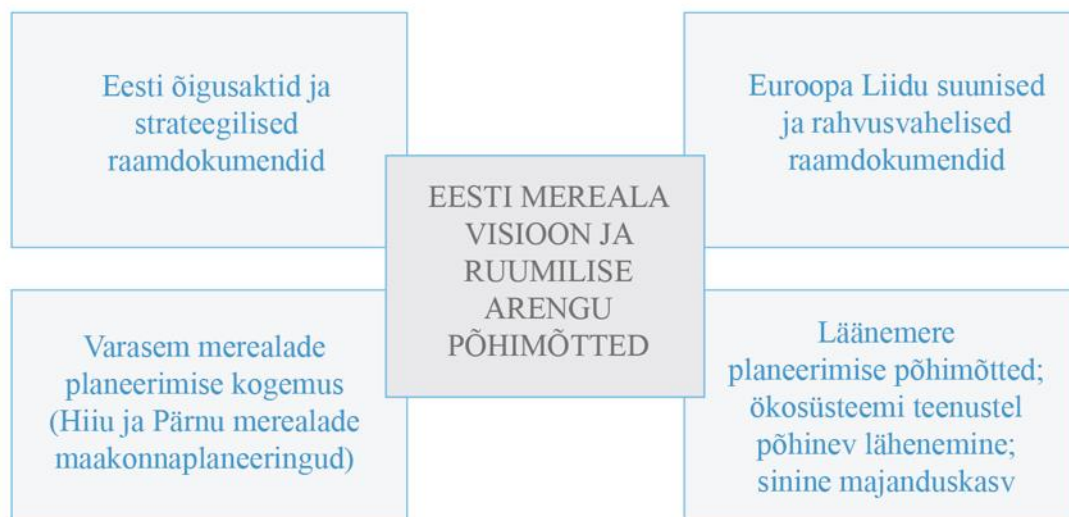 Eesti õigusaktid ja
strateegilised
raamdokumendid
Euroopa Liidu suunised
ja rahvusvahelised
raamdokumendid
EESTI MEREALA
VISIOON JA
RUUMILISE
ARENGU
PÕHIMÕTTED
Varasem merealade
planeerimise kogemus
(Hiiu ja Pärnu merealade
maakonnaplaneeringud)
Läänemere
planeerimise põhimõtted;
ökosüsteemi teenustel
põhinev lähenemine;
sinine majanduskasv